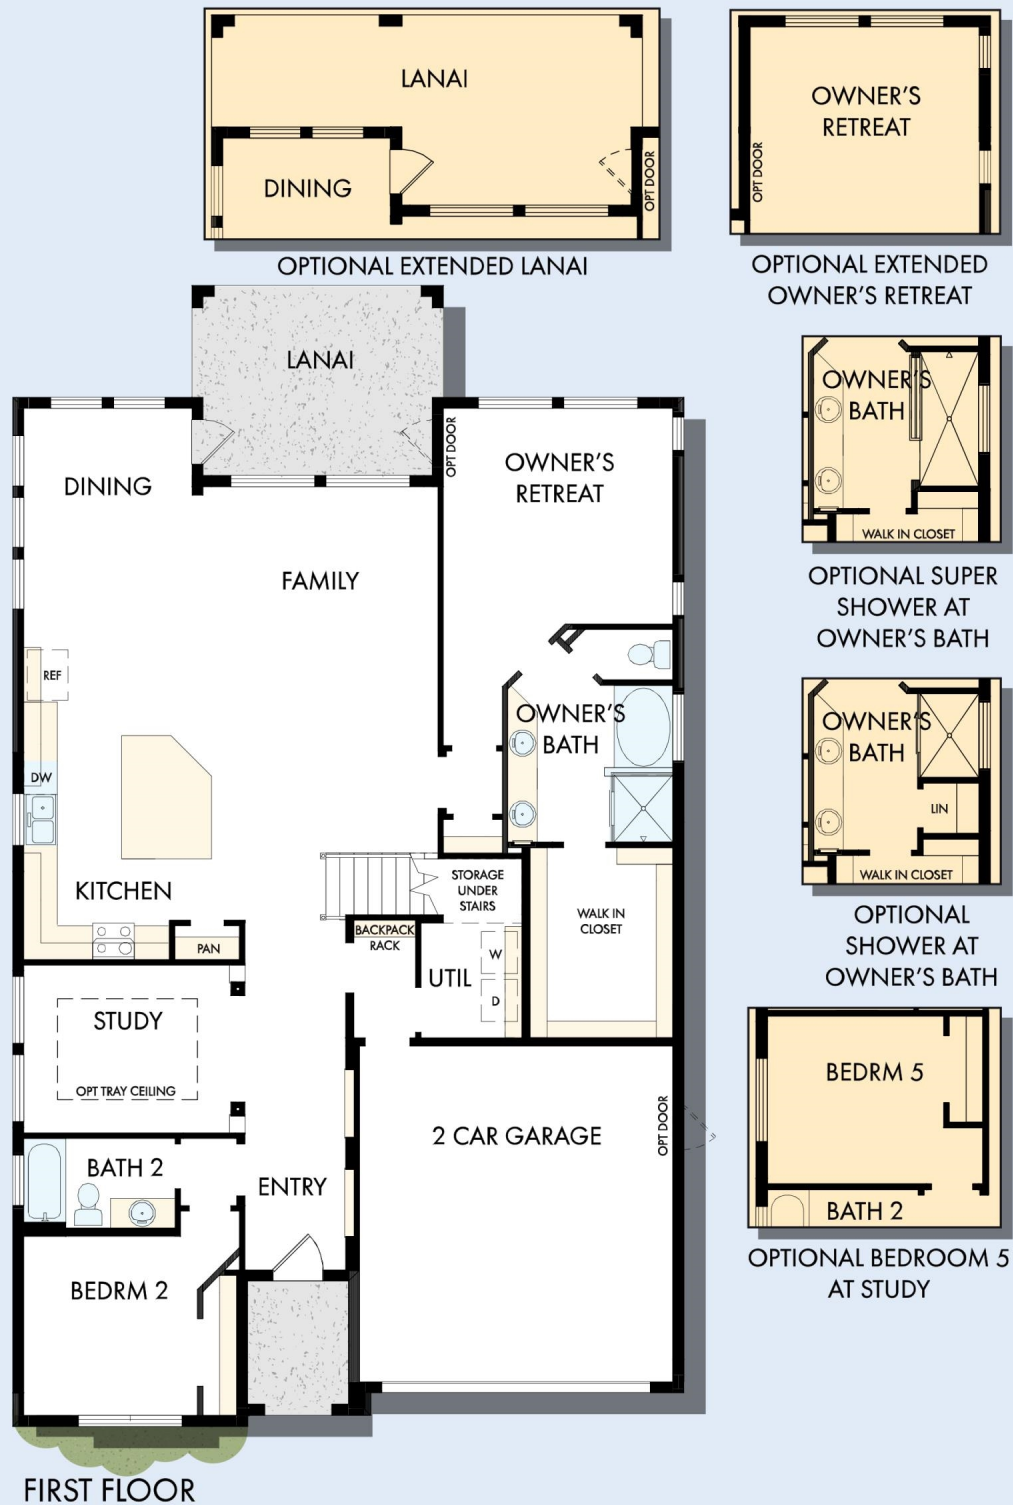 LANAI
DINING
OPT DOOR
OPTIONAL EXTENDED LANAI
OWNER'S
RETREAT
OPT DOOR
OPTIONAL EXTENDED
OWNER'S RETREAT
LANAI
DINING
OPT DOOR
OWNER'S
RETREAT
FAMILY
REF
DW
KITCHEN
PAN
OWNER'S
BATH
STORAGE
UNDER
STAIRS
BACKPACK
RACK
W
D
UTIL
WALK IN
CLOSET
STUDY
OPT TRAY CEILING
BATH 2
ENTRY
2 CAR GARAGE
OPT DOOR
BEDRM 2
OWNER'S
BATH
WALK IN CLOSET
OPTIONAL SUPER
SHOWER AT
OWNER'S BATH
OWNER'S
BATH
LIN
WALK IN CLOSET
OPTIONAL
SHOWER AT
OWNER'S BATH
BEDRM 5
BATH 2
OPTIONAL BEDROOM 5
AT STUDY
FIRST FLOOR